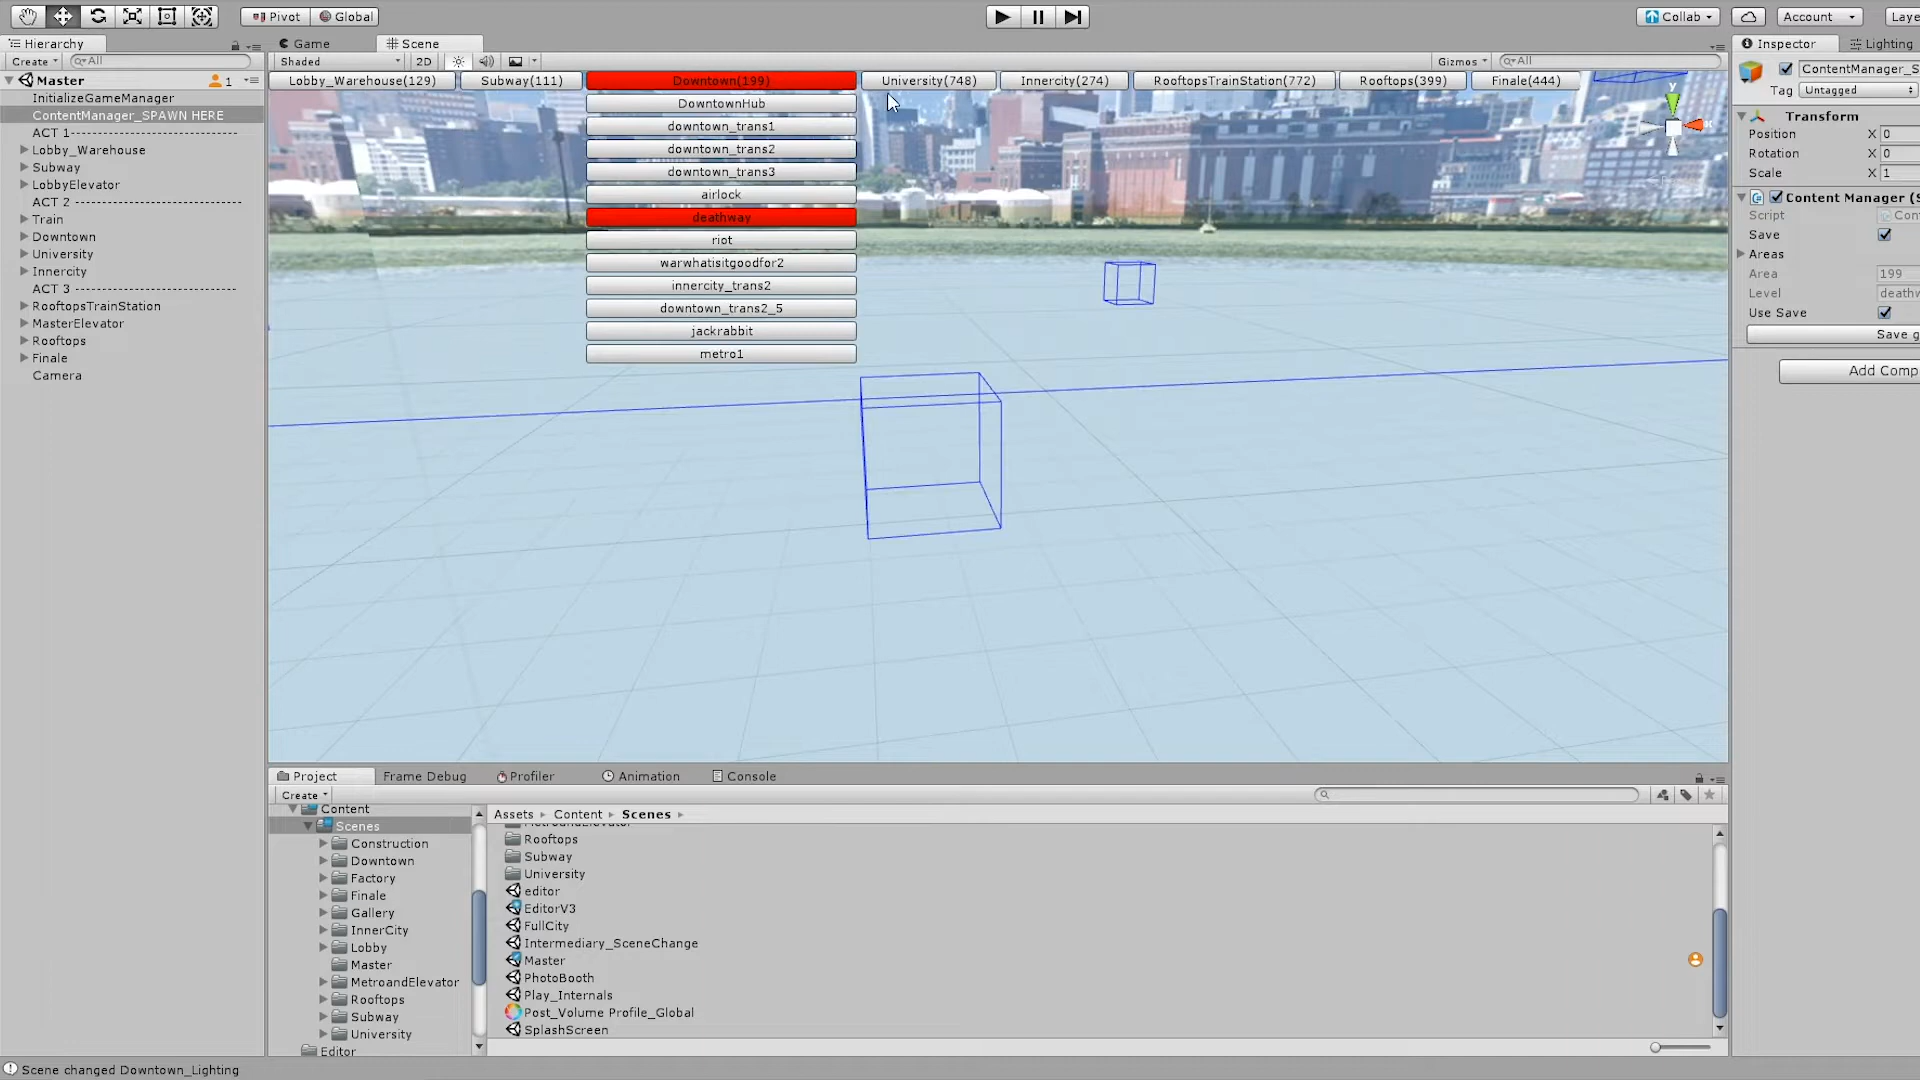 Pivot Global Collab Account Laye
Hierarchy Game Scene Inspector Lighting
Create All Shaded 2D Gizmos All
Master 1
InitializeGameManager
ContentManager_SPAWN HERE
ACT 1------------------------------
Lobby_Warehouse
Subway
LobbyElevator
ACT 2 ------------------------------
Train
Downtown
University
Innercity
ACT 3 -----------------------------
RooftopsTrainStation
MasterElevator
Rooftops
Finale
Camera
Lobby_Warehouse(129) Subway(111) Downtown(199) University(748) Innercity(274) RooftopsTrainStation(772) Rooftops(399) Finale(444)
DowntownHub
downtown_trans1
downtown_trans2
downtown_trans3
airlock
deathway
riot
warwhatisitgoodfor2
innercity_trans2
downtown_trans2_5
jackrabbit
metro1
y
ContentManager_S
Tag Untagged
Transform
Position X 0
Rotation X 0
Scale X 1
Content Manager (S
Script Con
Save
Areas
Area 199
Level deathw
Use Save
Save g
Add Comp
Project Frame Debug Profiler Animation Console
Create
Content
Scenes
Construction
Downtown
Factory
Finale
Gallery
InnerCity
Lobby
Master
MetroandElevator
Rooftops
Subway
University
Editor
Assets Content Scenes
Rooftops
Subway
University
editor
EditorV3
FullCity
Intermediary_SceneChange
Master
PhotoBooth
Play_Internals
Post_Volume Profile_Global
SplashScreen
Scene changed Downtown_Lighting